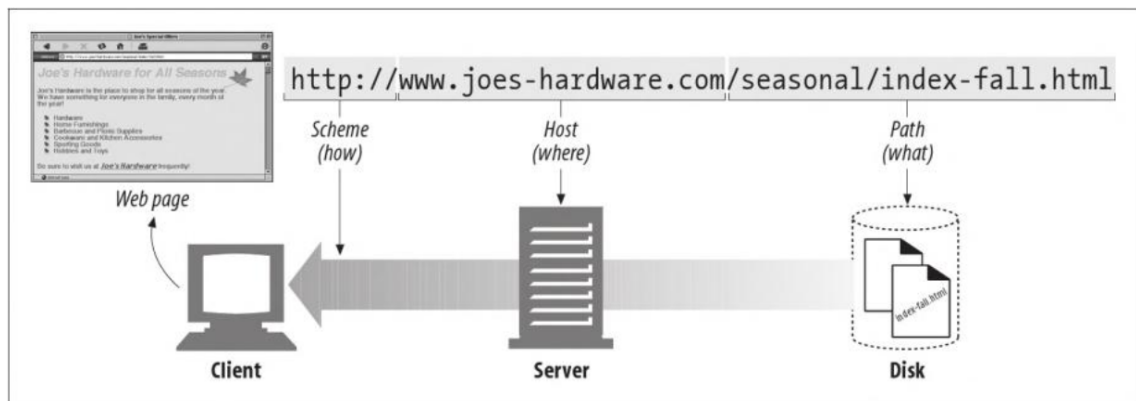 Joe's Special Offers
Joe's Hardware for All Seasons
Joe's Hardware is the place to shop for all seasons of the year.
We have something for everyone in the family, every month of
the year!
Hardware
Home Furnishings
Barbecue and Picnic Supplies
Cookware and Kitchen Accessories
Sporting Goods
Hobbies and Toys
Be sure to visit us at Joe's Hardware frequently!
http://www.joes-hardware.com/seasonal/index-fall.html
Scheme
(how)
Host
(where)
Path
(what)
Web page
index-fall.html
Client
Server
Disk